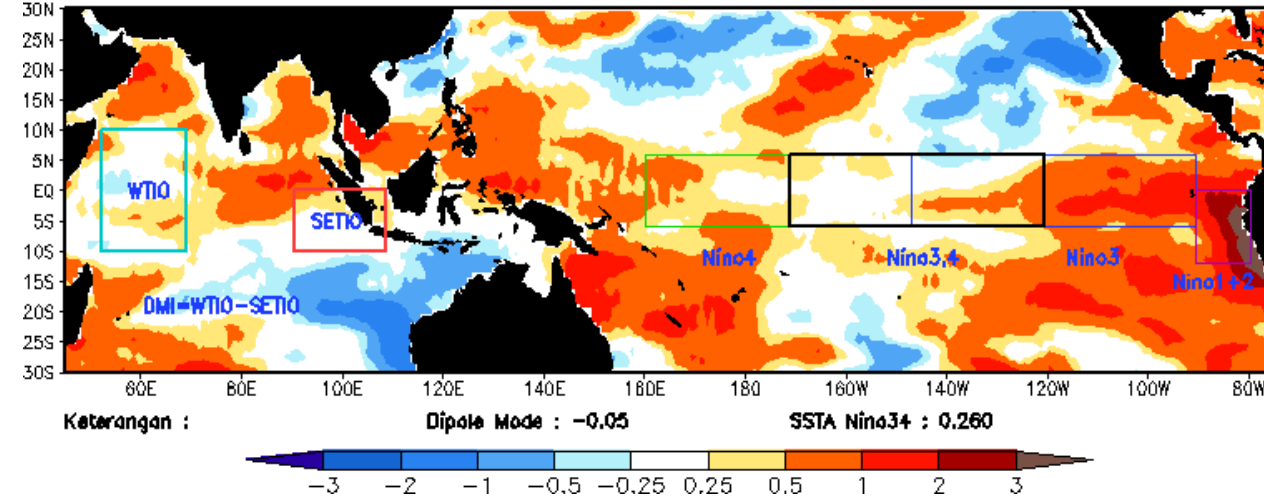 30N
25N
20N
15N
10N
5N
EQ
5S
10S
15S
20S
25S
30S
WTIO
SETIO
Nino4
Nino3,4
Nino3
Nino1+2
DMI=WTIO-SETIO
60E 80E 100E 120E 140E 160E 180 160W 140W 120W 100W 80W
Keterangan : Dipole Mode : -0.05 SSTA Nino34 : 0.260
-3 -2 -1 -0.5 -0.25 0.25 0.5 1 2 3